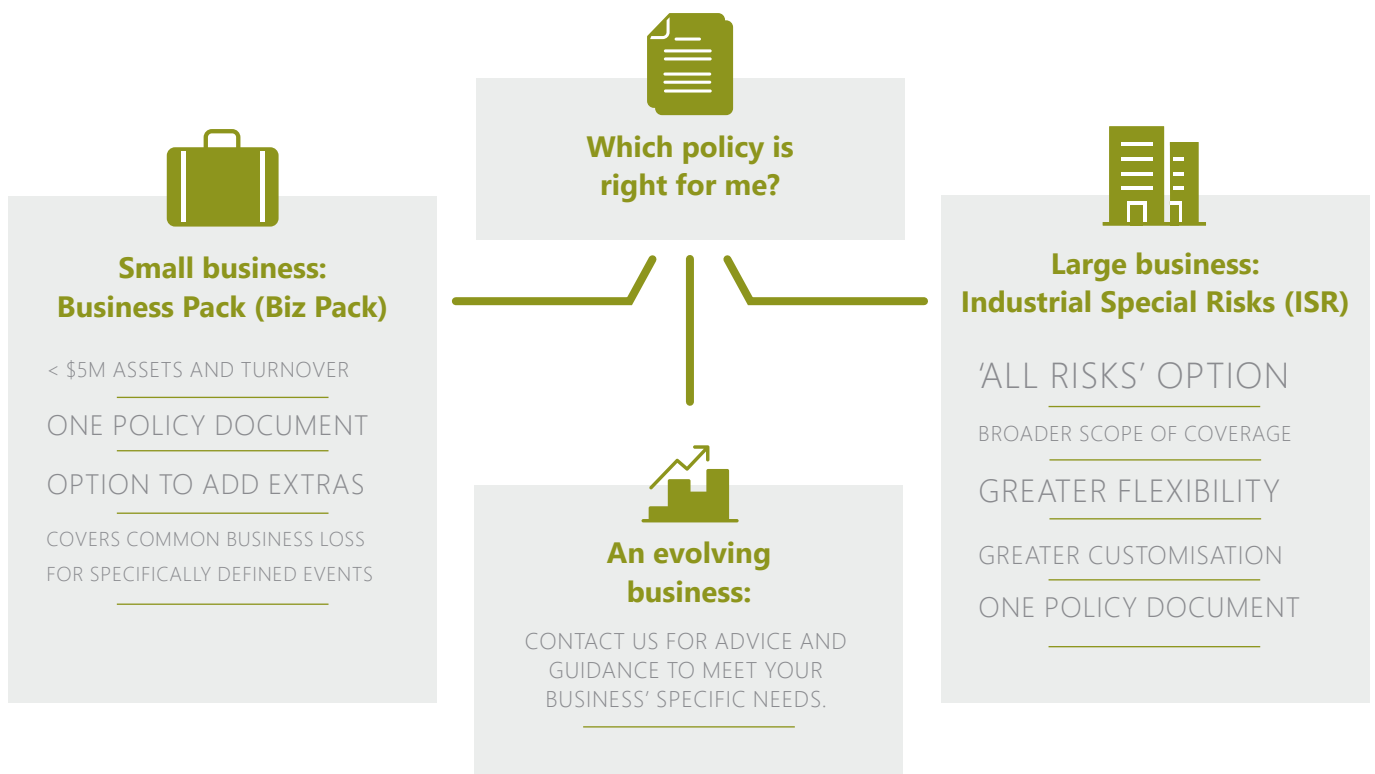 Which policy is
right for me?
Small business:
Business Pack (Biz Pack)
< $5M ASSETS AND TURNOVER
ONE POLICY DOCUMENT
OPTION TO ADD EXTRAS
COVERS COMMON BUSINESS LOSS
FOR SPECIFICALLY DEFINED EVENTS
An evolving
business:
CONTACT US FOR ADVICE AND
GUIDANCE TO MEET YOUR
BUSINESS’ SPECIFIC NEEDS.
Large business:
Industrial Special Risks (ISR)
‘ALL RISKS’ OPTION
BROADER SCOPE OF COVERAGE
GREATER FLEXIBILITY
GREATER CUSTOMISATION
ONE POLICY DOCUMENT